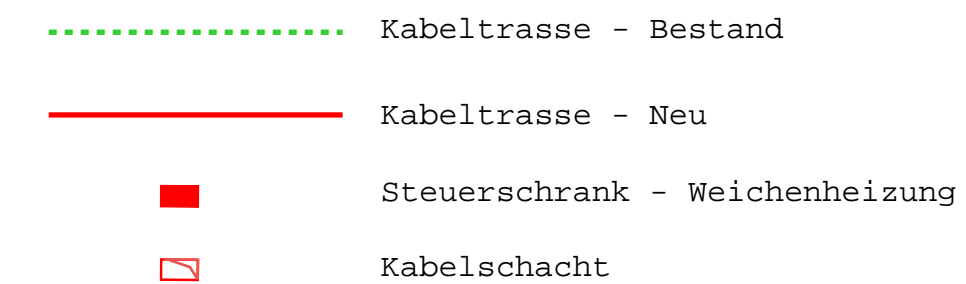 Kabeltrasse - Bestand
Kabeltrasse - Neu
Steuerschrank - Weichenheizung
Kabelschacht